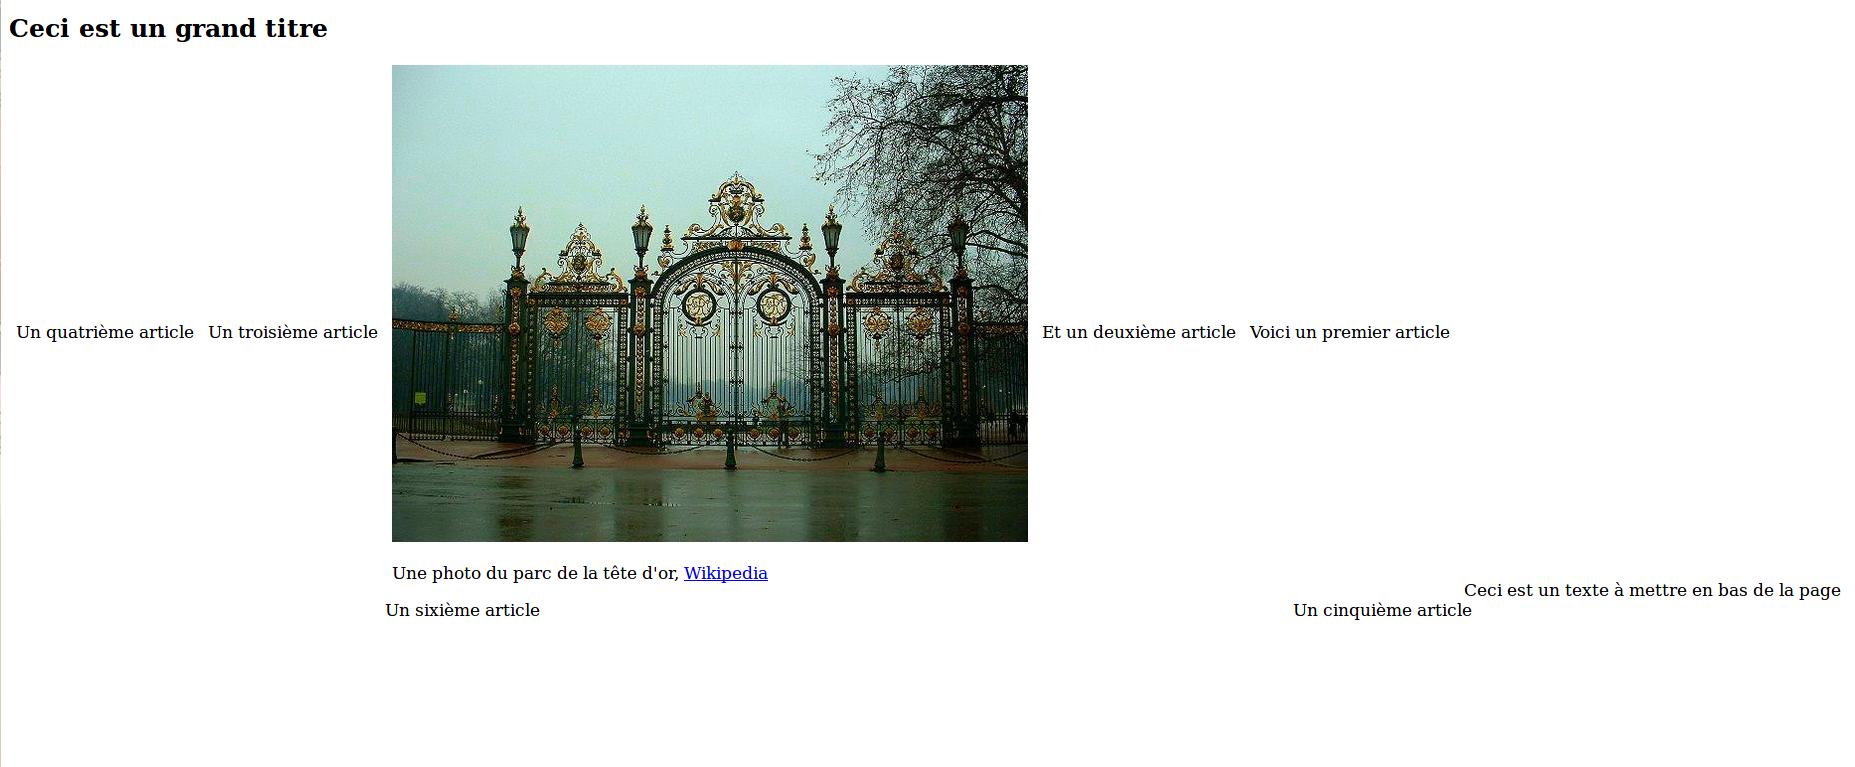 Ceci est un grand titre
Un quatrième article
Un troisième article
Et un deuxième article
Voici un premier article
Une photo du parc de la tête d'or, Wikipedia
Ceci est un texte à mettre en bas de la page
Un sixième article
Un cinquième article